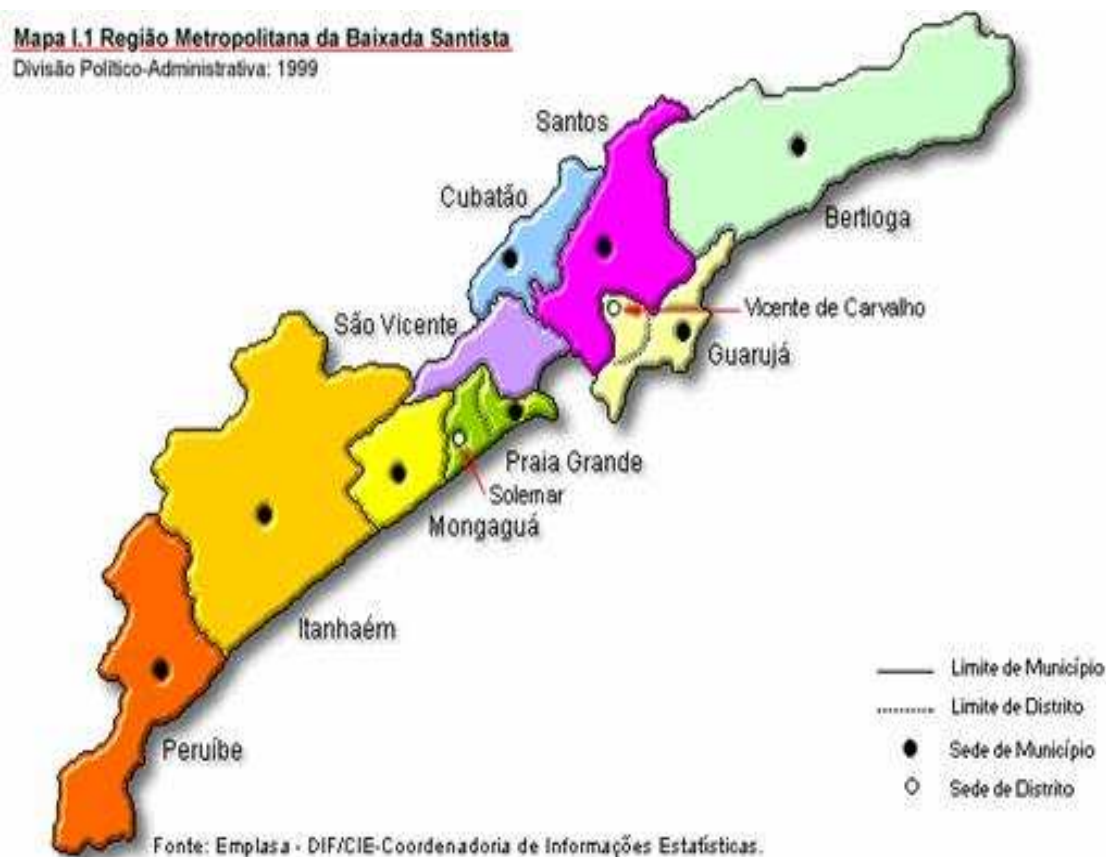 Mapa I.1 Região Metropolitana da Baixada Santista
Divisão Político-Administrativa: 1999
Santos
Cubatão
Bertioga
São Vicente
Vicente de Carvalho
Guarujá
Praia Grande
Solemar
Mongaguá
Itanhaém
Peruíbe
Limite de Município
Limite de Distrito
Sede de Município
Sede de Distrito
Fonte: Emplasa - DIF/CIE-Coordenadoria de Informações Estatísticas.